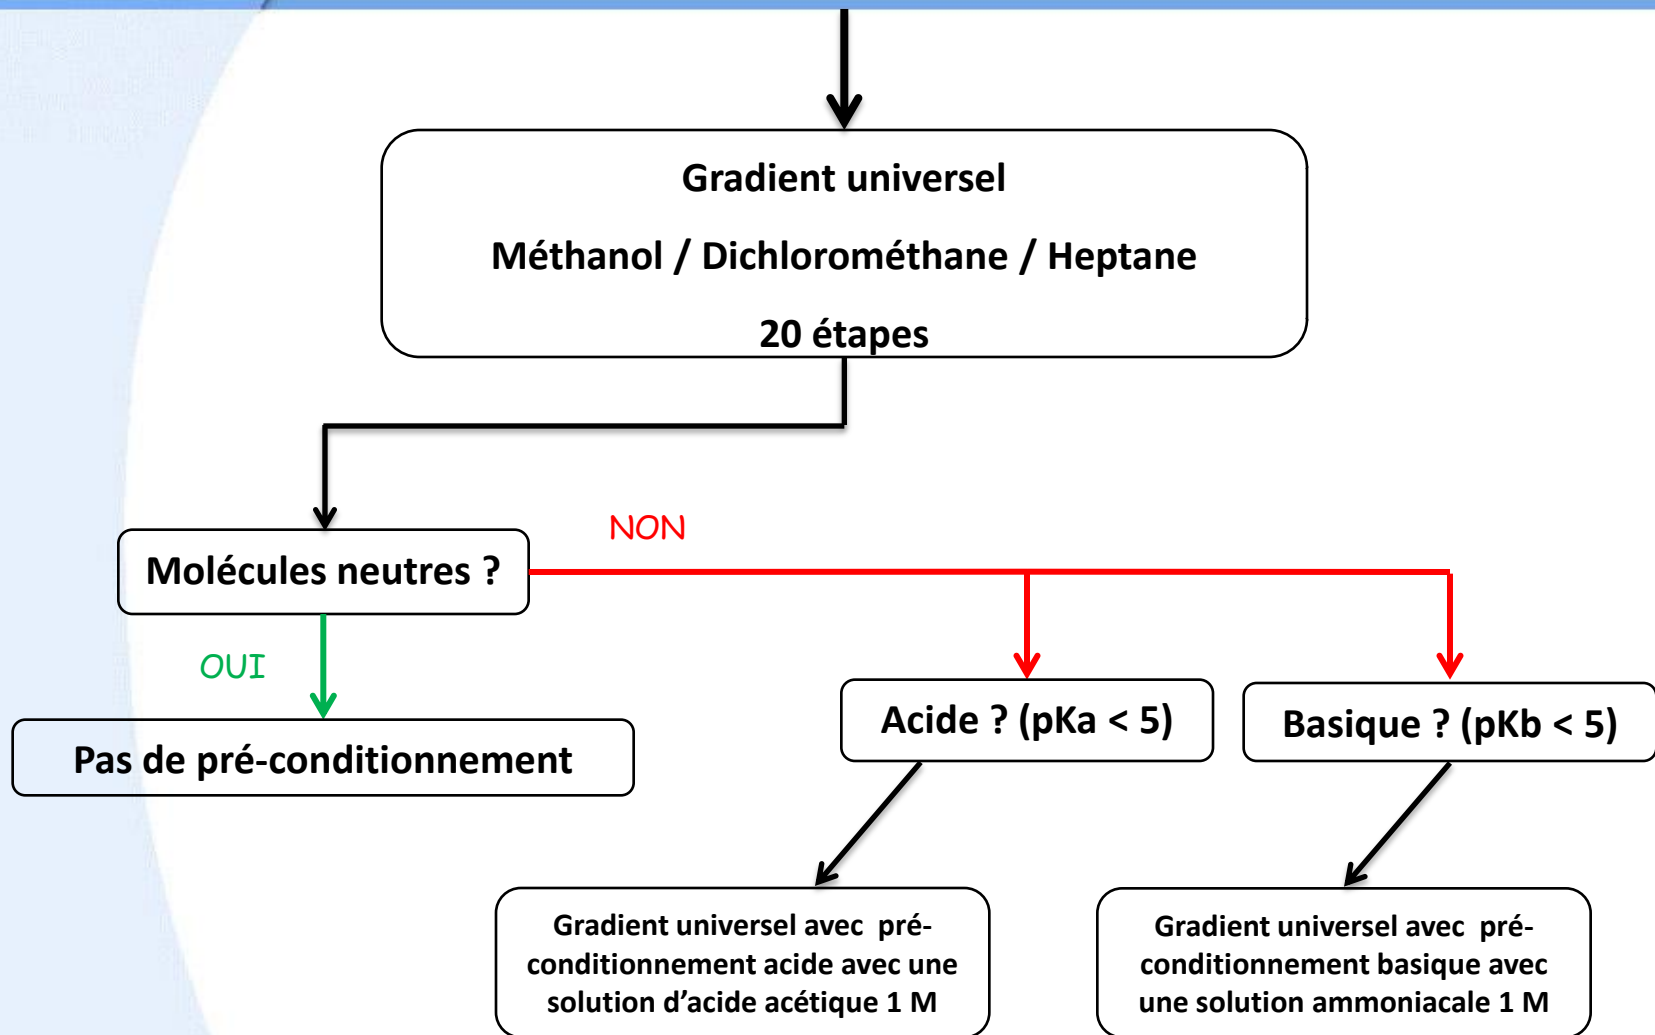 Gradient universel
Méthanol / Dichlorométhane / Heptane
20 étapes
NON
Molécules neutres ?
OUI
Pas de pré-conditionnement
Acide ? (pKa < 5)
Basique ? (pKb < 5)
Gradient universel avec pré-
conditionnement acide avec une
solution d’acide acétique 1 M
Gradient universel avec pré-
conditionnement basique avec
une solution ammoniacale 1 M